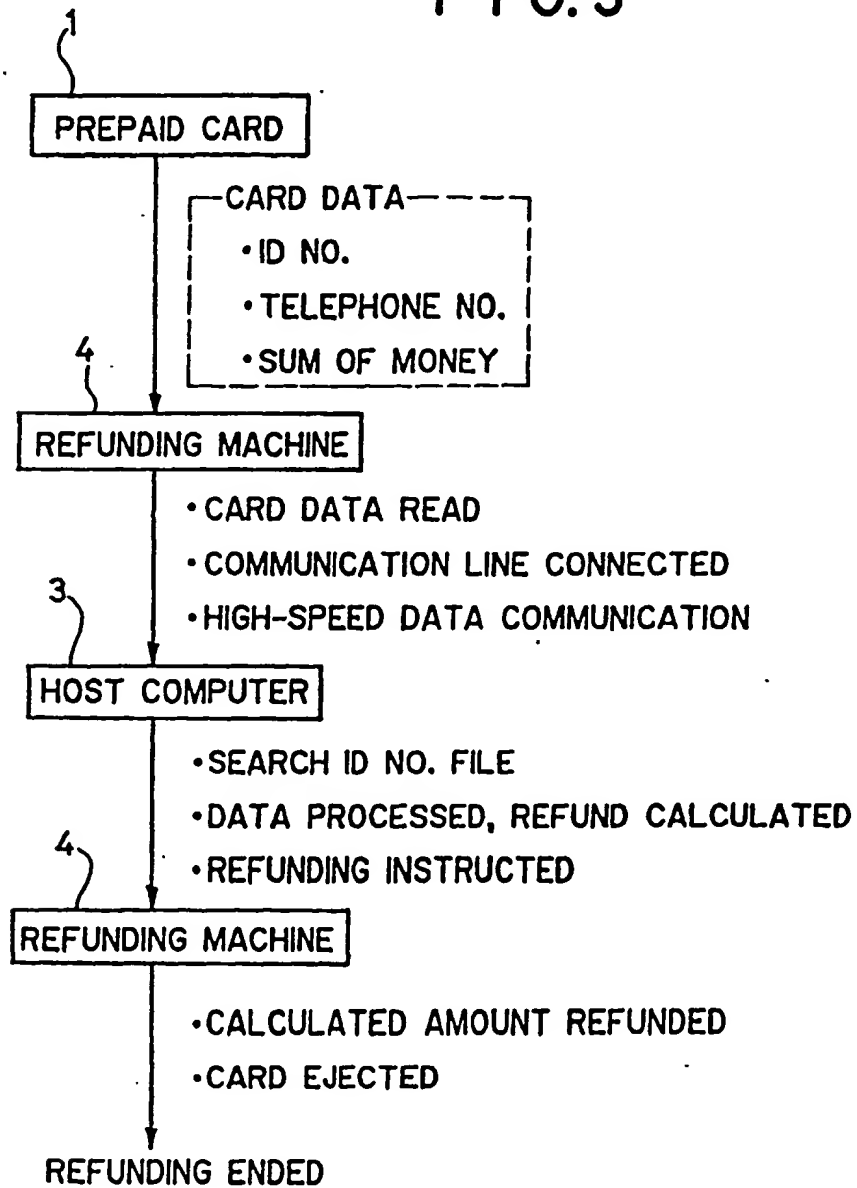 FIG. 3
1
PREPAID CARD
CARD DATA
•ID NO.
•TELEPHONE NO.
•SUM OF MONEY
4
REFUNDING MACHINE
•CARD DATA READ
•COMMUNICATION LINE CONNECTED
•HIGH-SPEED DATA COMMUNICATION
3
HOST COMPUTER
•SEARCH ID NO. FILE
•DATA PROCESSED, REFUND CALCULATED
•REFUNDING INSTRUCTED
4
REFUNDING MACHINE
•CALCULATED AMOUNT REFUNDED
•CARD EJECTED
REFUNDING ENDED